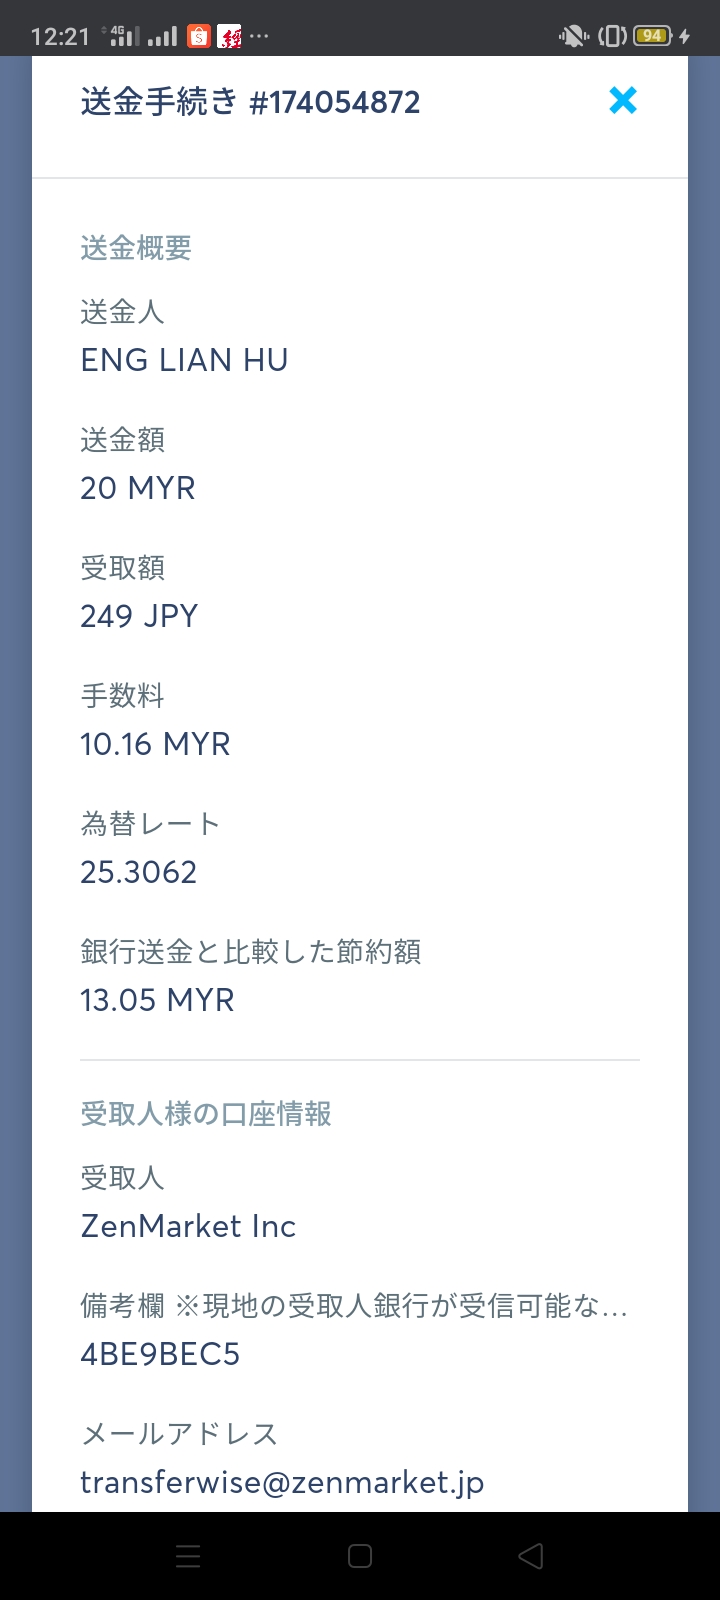 12:21 4G 94
送金手続き #174054872
送金概要
送金人
ENG LIAN HU
送金額
20 MYR
受取額
249 JPY
手数料
10.16 MYR
為替レート
25.3062
銀行送金と比較した節約額
13.05 MYR
受取人様の口座情報
受取人
ZenMarket Inc
備考欄 ※現地の受取人銀行が受信可能な...
4BE9BEC5
メールアドレス
transferwise@zenmarket.jp